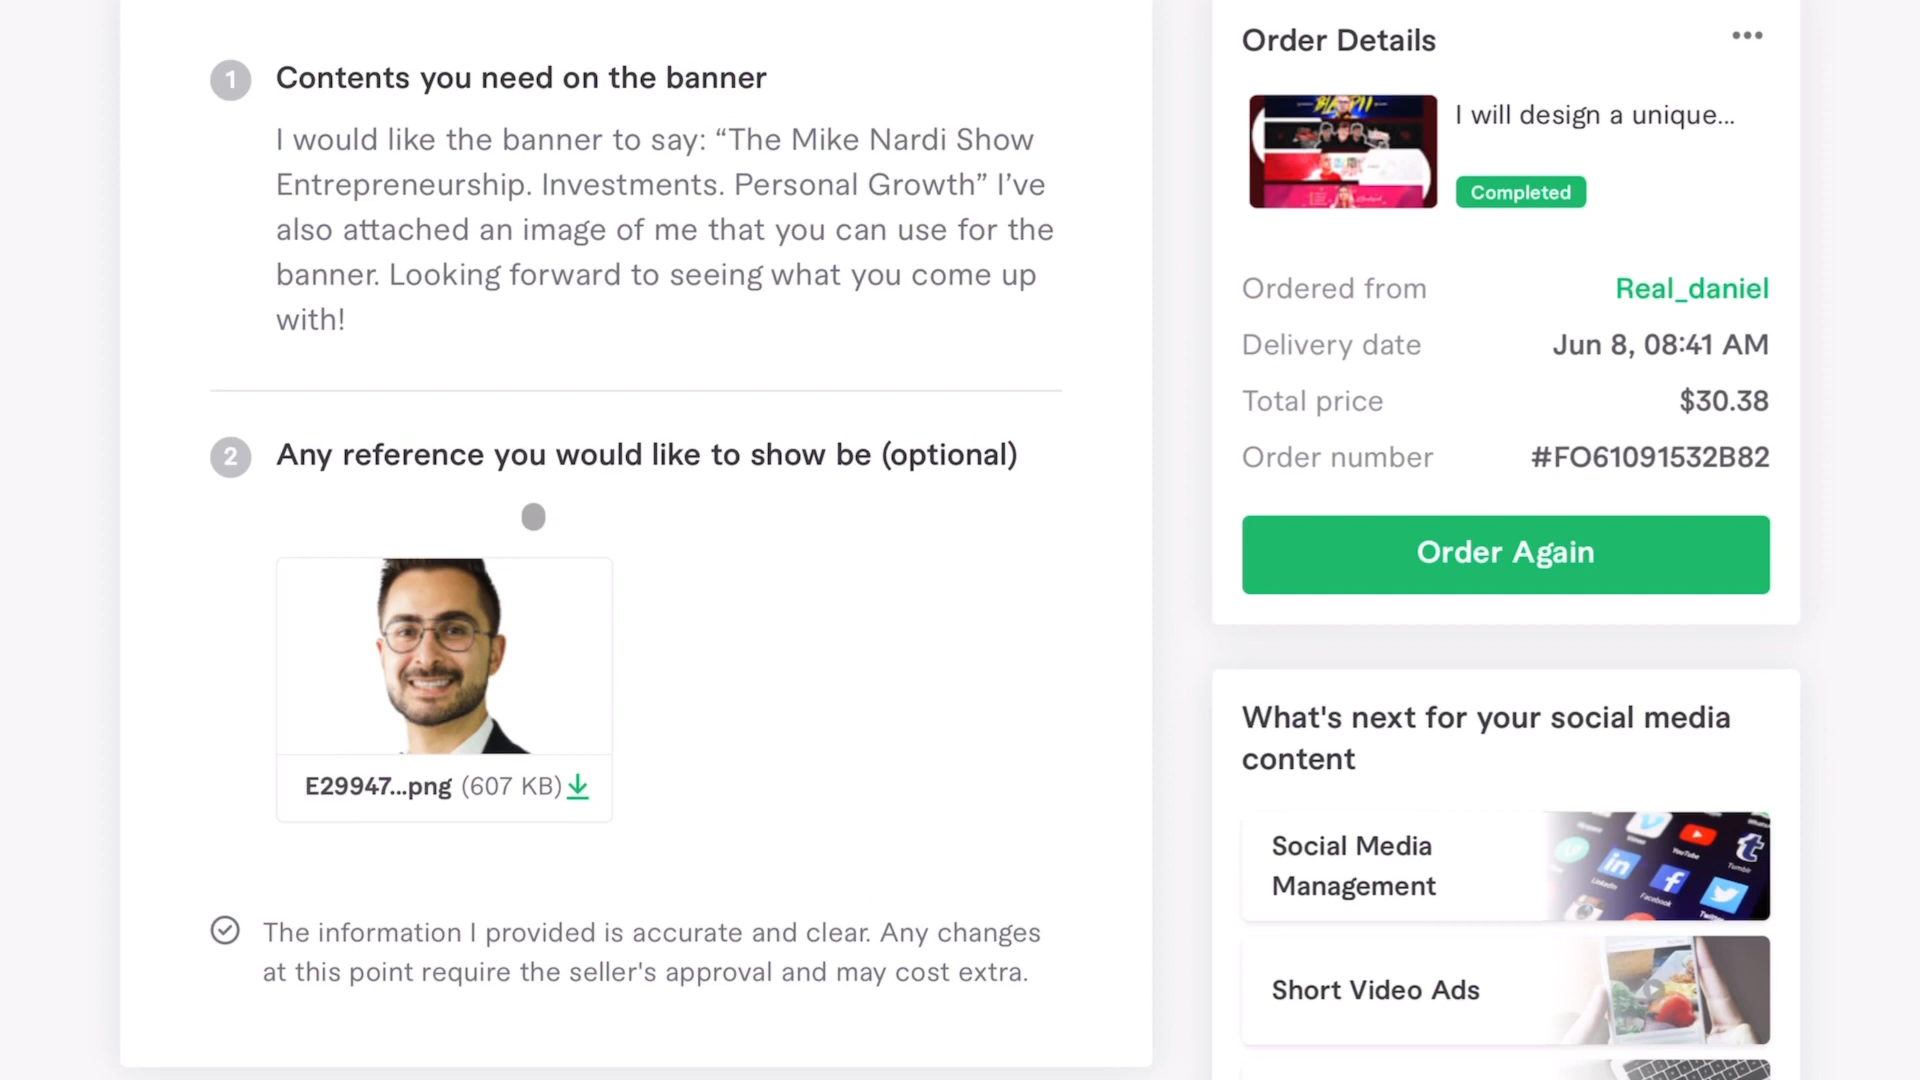 1 Contents you need on the banner
I would like the banner to say: “The Mike Nardi Show
Entrepreneurship. Investments. Personal Growth” I’ve
also attached an image of me that you can use for the
banner. Looking forward to seeing what you come up
with!
2 Any reference you would like to show be (optional)
E29947...png (607 KB)
The information I provided is accurate and clear. Any changes
at this point require the seller's approval and may cost extra.
Order Details
I will design a unique...
Completed
Ordered from Real_daniel
Delivery date Jun 8, 08:41 AM
Total price $30.38
Order number #FO61091532B82
Order Again
What's next for your social media
content
Social Media
Management
YouTube
Tumblr
LinkedIn
Facebook
Short Video Ads